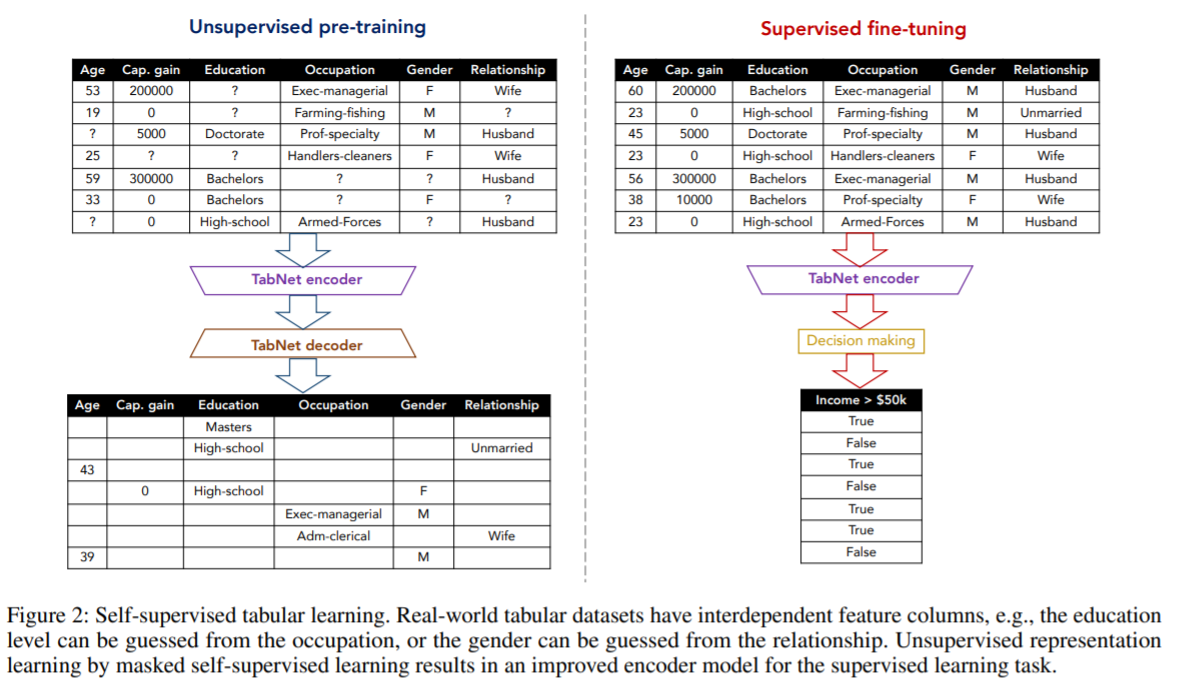 Unsupervised pre-training
Age Cap. gain Education Occupation Gender Relationship
53 200000 ? Exec-managerial F Wife
19 0 ? Farming-fishing M ?
? 5000 Doctorate Prof-specialty M Husband
25 ? ? Handlers-cleaners F Wife
59 300000 Bachelors ? ? Husband
33 0 Bachelors ? F ?
? 0 High-school Armed-Forces ? Husband
TabNet encoder
TabNet decoder
Age Cap. gain Education Occupation Gender Relationship
Masters
High-school Unmarried
43
0 High-school F
Exec-managerial M
Adm-clerical Wife
39 M
Supervised fine-tuning
Age Cap. gain Education Occupation Gender Relationship
60 200000 Bachelors Exec-managerial M Husband
23 0 High-school Farming-fishing M Unmarried
45 5000 Doctorate Prof-specialty M Husband
23 0 High-school Handlers-cleaners F Wife
56 300000 Bachelors Exec-managerial M Husband
38 10000 Bachelors Prof-specialty F Wife
23 0 High-school Armed-Forces M Husband
TabNet encoder
Decision making
Income > $50k
True
False
True
False
True
True
False
Figure 2: Self-supervised tabular learning. Real-world tabular datasets have interdependent feature columns, e.g., the education
level can be guessed from the occupation, or the gender can be guessed from the relationship. Unsupervised representation
learning by masked self-supervised learning results in an improved encoder model for the supervised learning task.